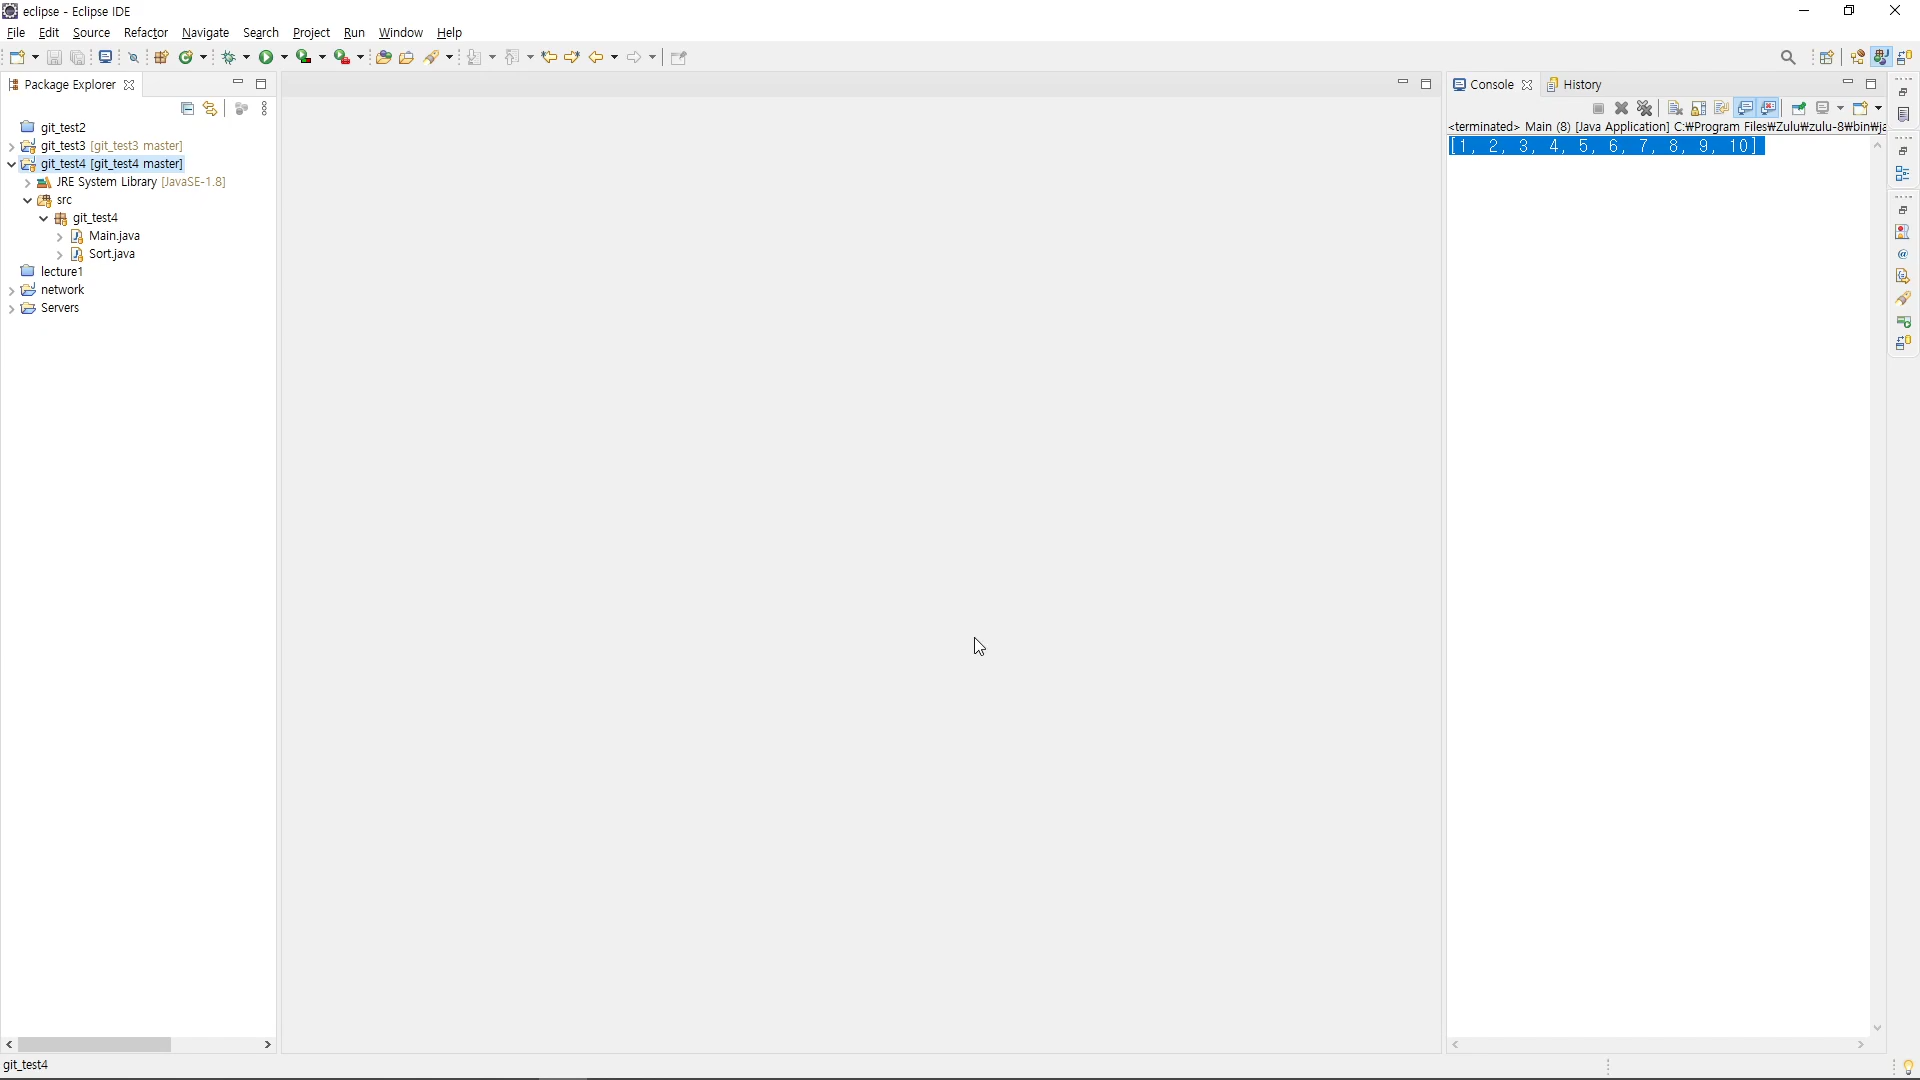 eclipse - Eclipse IDE
File Edit Source Refactor Navigate Search Project Run Window Help
Package Explorer
git_test2
git_test3 [git_test3 master]
git_test4 [git_test4 master]
JRE System Library [JavaSE-1.8]
src
git_test4
Main.java
Sort.java
lecture1
network
Servers
Console History
<terminated> Main (8) [Java Application] C:₩Program Files₩Zulu₩zulu-8₩bin₩ja
[1, 2, 3, 4, 5, 6, 7, 8, 9, 10]
git_test4